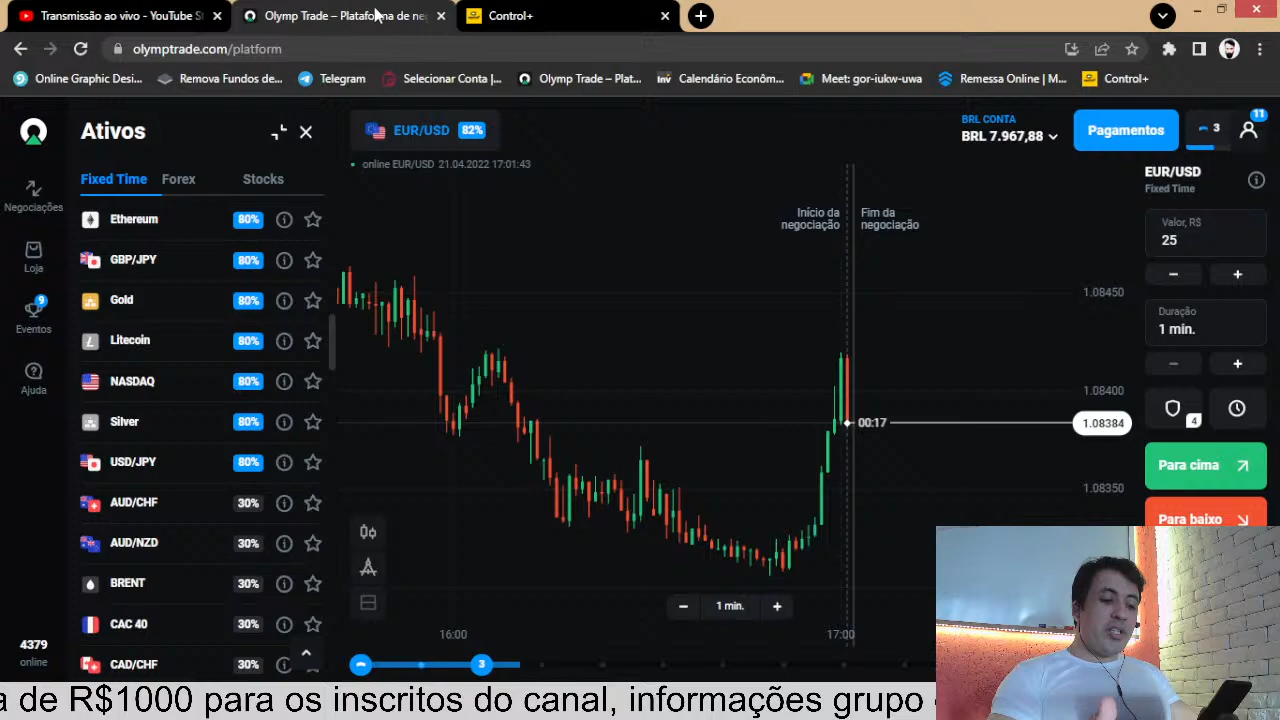 Transmissão ao vivo - YouTube S
Olymp Trade – Plataforma de ne
Control+
olymptrade.com/platform
Online Graphic Desi...
Remova Fundos de...
Telegram
Selecionar Conta |...
Olymp Trade – Plat...
Inv
Calendário Econôm...
Meet: gor-iukw-uwa
Remessa Online | M...
Control+
Ativos
EUR/USD 82%
BRL CONTA
BRL 7.967,88
Pagamentos
3
11
online EUR/USD 21.04.2022 17:01:43
Fixed Time
Forex
Stocks
Negociações
Loja
9
Eventos
Ajuda
4379
online
Ethereum 80%
GBP/JPY 80%
Gold 80%
Litecoin 80%
NASDAQ 80%
Silver 80%
USD/JPY 80%
AUD/CHF 30%
AUD/NZD 30%
BRENT 30%
CAC 40 30%
CAD/CHF 30%
Início da
negociação
Fim da
negociação
1.08450
1.08400
00:17
1.08384
1.08350
1 min.
16:00
17:00
3
EUR/USD
Fixed Time
Valor, R$
25
Duração
1 min.
4
Para cima
Para baixo
a de R$1000 para os inscritos do canal, informações grupo